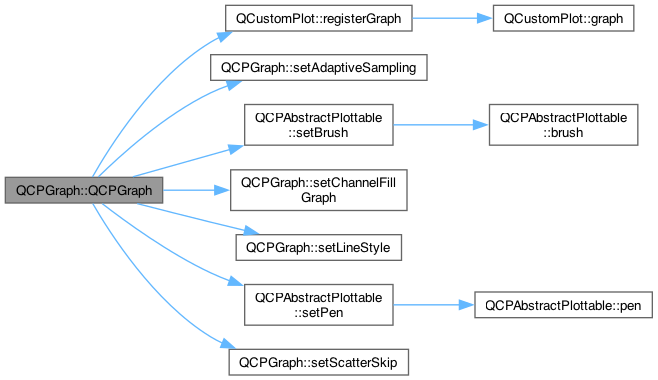 QCustomPlot::registerGraph
QCustomPlot::graph
QCPGraph::setAdaptiveSampling
QCPAbstractPlottable
::setBrush
QCPAbstractPlottable
::brush
QCPGraph::QCPGraph
QCPGraph::setChannelFill
Graph
QCPGraph::setLineStyle
QCPAbstractPlottable
::setPen
QCPAbstractPlottable::pen
QCPGraph::setScatterSkip